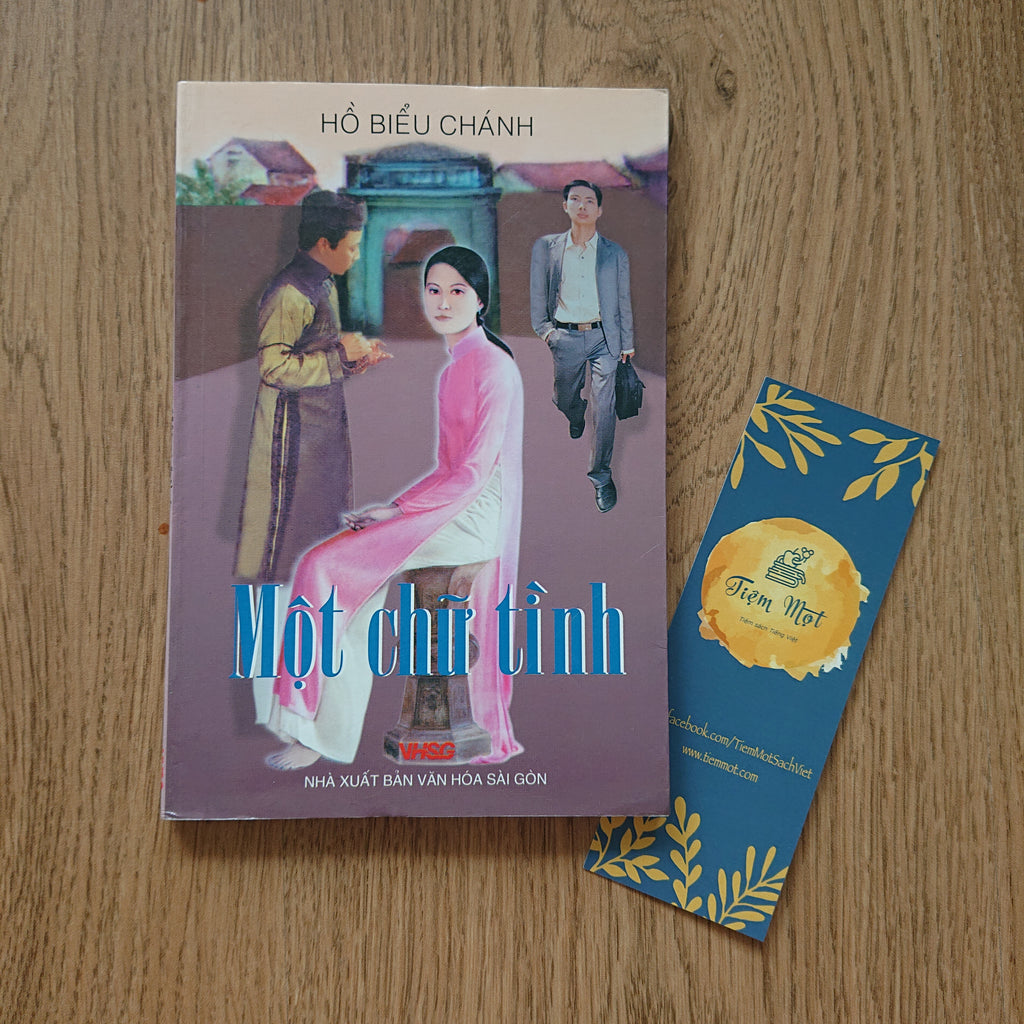 HỒ BIỂU CHÁNH
Một chữ tình
VHSG
NHÀ XUẤT BẢN VĂN HÓA SÀI GÒN
Tiệm Mọt
Tiệm sách Tiếng Việt
facebook.com/TiemMotSachViet
www.tiemmot.com